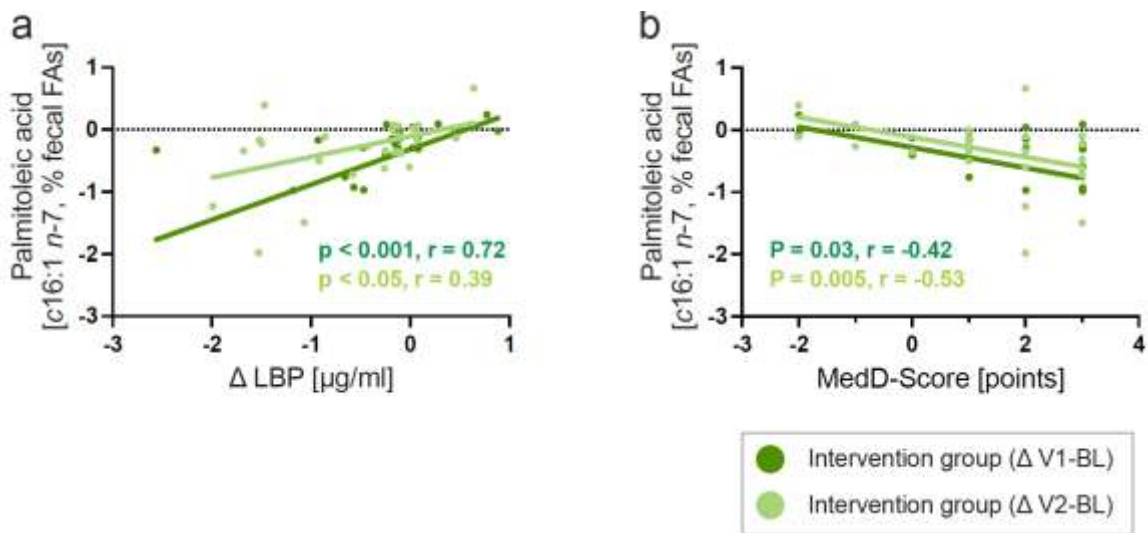 a
Palmitoleic acid
[c16:1 n-7, % fecal FAs]
1
0
-1
-2
-3
p < 0.001, r = 0.72
p < 0.05, r = 0.39
-3 -2 -1 0 1
Δ LBP [µg/ml]
b
Palmitoleic acid
[c16:1 n-7, % fecal FAs]
1
0
-1
-2
-3
P = 0.03, r = -0.42
P = 0.005, r = -0.53
-3 -2 0 2 4
MedD-Score [points]
Intervention group (Δ V1-BL)
Intervention group (Δ V2-BL)